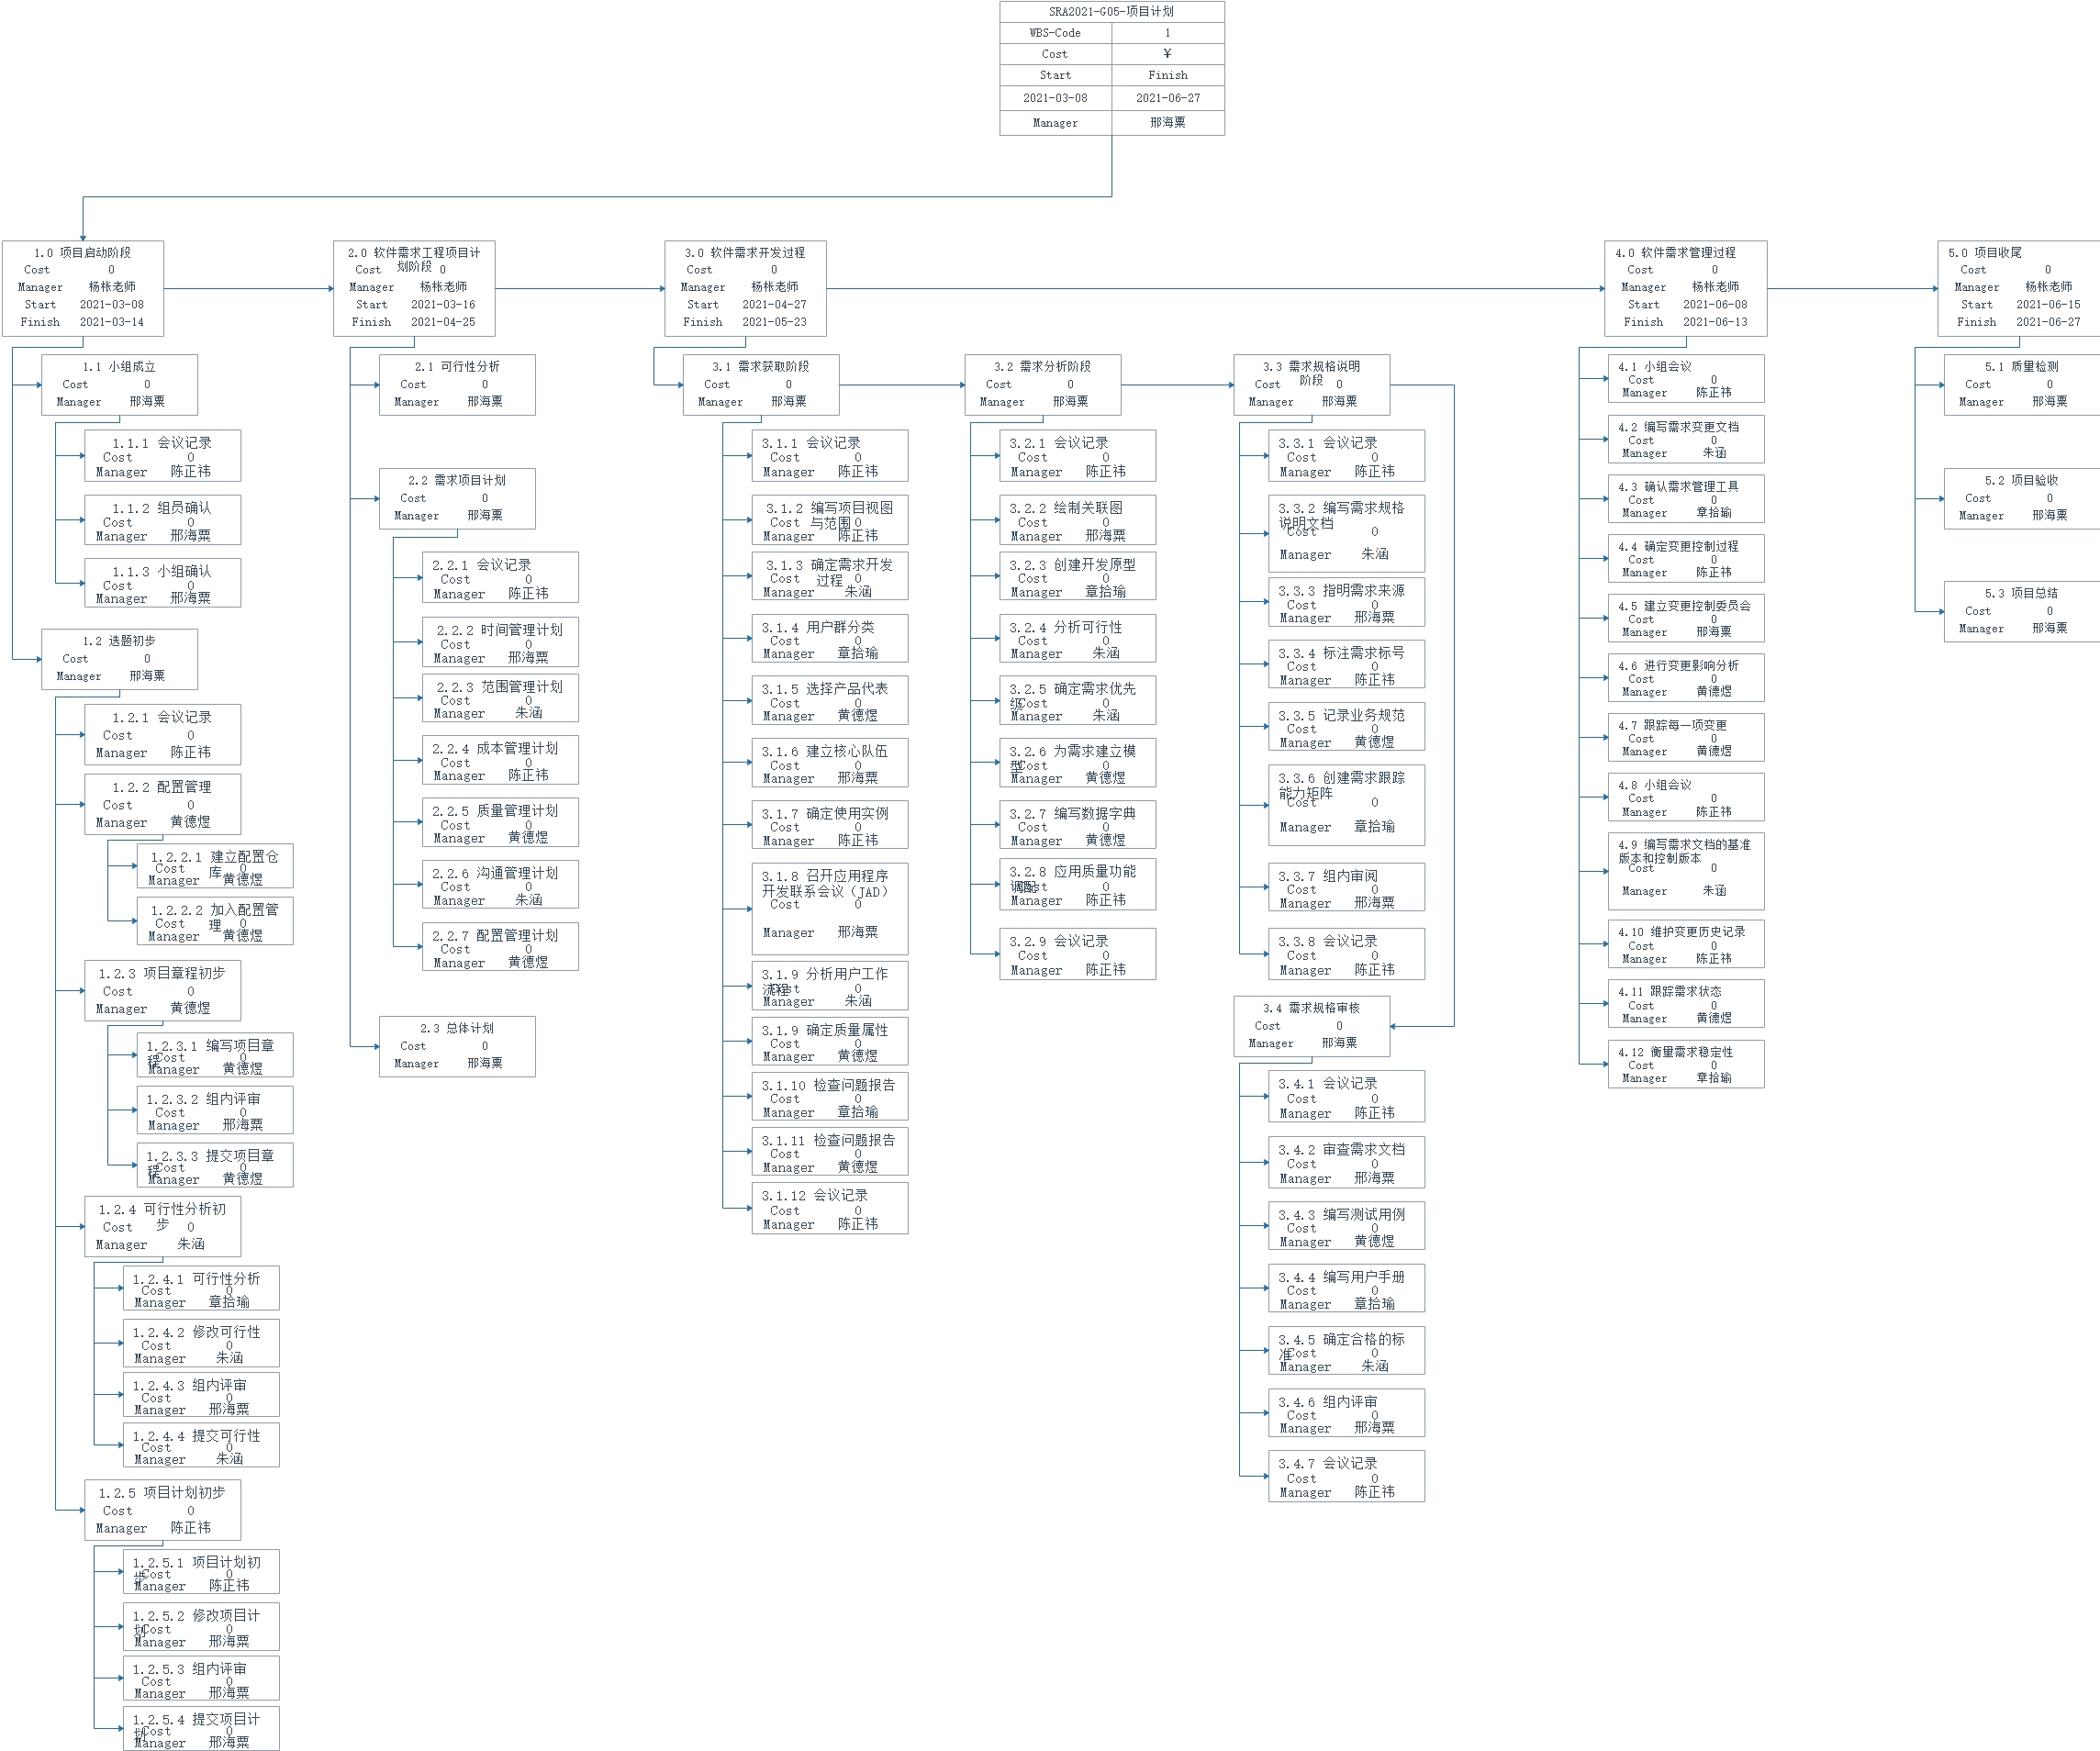 SRA2021-G05-项目计划
WBS-Code 1
Cost ¥
Start Finish
2021-03-08 2021-06-27
Manager 邢海粟
1.0 项目启动阶段
Cost 0
Manager 杨枨老师
Start 2021-03-08
Finish 2021-03-14
1.1 小组成立
Cost 0
Manager 邢海粟
1.1.1 会议记录
Cost 0
Manager 陈正祎
1.1.2 组员确认
Cost 0
Manager 邢海粟
1.1.3 小组确认
Cost 0
Manager 邢海粟
1.2 选题初步
Cost 0
Manager 邢海粟
1.2.1 会议记录
Cost 0
Manager 陈正祎
1.2.2 配置管理
Cost 0
Manager 黄德煜
1.2.2.1 建立配置仓
库
Cost 0
Manager 黄德煜
1.2.2.2 加入配置管
理
Cost 0
Manager 黄德煜
1.2.3 项目章程初步
Cost 0
Manager 黄德煜
1.2.3.1 编写项目章
程
Cost 0
Manager 黄德煜
1.2.3.2 组内评审
Cost 0
Manager 邢海粟
1.2.3.3 提交项目章
程
Cost 0
Manager 黄德煜
1.2.4 可行性分析初
步
Cost 0
Manager 朱涵
1.2.4.1 可行性分析
Cost 0
Manager 章拾瑜
1.2.4.2 修改可行性
Cost 0
Manager 朱涵
1.2.4.3 组内评审
Cost 0
Manager 邢海粟
1.2.4.4 提交可行性
Cost 0
Manager 朱涵
1.2.5 项目计划初步
Cost 0
Manager 陈正祎
1.2.5.1 项目计划初
步
Cost 0
Manager 陈正祎
1.2.5.2 修改项目计
划
Cost 0
Manager 邢海粟
1.2.5.3 组内评审
Cost 0
Manager 邢海粟
1.2.5.4 提交项目计
划
Cost 0
Manager 邢海粟
2.0 软件需求工程项目计
划阶段
Cost 0
Manager 杨枨老师
Start 2021-03-16
Finish 2021-04-25
2.1 可行性分析
Cost 0
Manager 邢海粟
2.2 需求项目计划
Cost 0
Manager 邢海粟
2.2.1 会议记录
Cost 0
Manager 陈正祎
2.2.2 时间管理计划
Cost 0
Manager 邢海粟
2.2.3 范围管理计划
Cost 0
Manager 朱涵
2.2.4 成本管理计划
Cost 0
Manager 陈正祎
2.2.5 质量管理计划
Cost 0
Manager 黄德煜
2.2.6 沟通管理计划
Cost 0
Manager 朱涵
2.2.7 配置管理计划
Cost 0
Manager 黄德煜
2.3 总体计划
Cost 0
Manager 邢海粟
3.0 软件需求开发过程
Cost 0
Manager 杨枨老师
Start 2021-04-27
Finish 2021-05-23
3.1 需求获取阶段
Cost 0
Manager 邢海粟
3.1.1 会议记录
Cost 0
Manager 陈正祎
3.1.2 编写项目视图
与范围
Cost 0
Manager 陈正祎
3.1.3 确定需求开发
过程
Cost 0
Manager 朱涵
3.1.4 用户群分类
Cost 0
Manager 章拾瑜
3.1.5 选择产品代表
Cost 0
Manager 黄德煜
3.1.6 建立核心队伍
Cost 0
Manager 邢海粟
3.1.7 确定使用实例
Cost 0
Manager 陈正祎
3.1.8 召开应用程序
开发联系会议（JAD）
Cost 0
Manager 邢海粟
3.1.9 分析用户工作
流程
Cost 0
Manager 朱涵
3.1.9 确定质量属性
Cost 0
Manager 黄德煜
3.1.10 检查问题报告
Cost 0
Manager 章拾瑜
3.1.11 检查问题报告
Cost 0
Manager 黄德煜
3.1.12 会议记录
Cost 0
Manager 陈正祎
3.2 需求分析阶段
Cost 0
Manager 邢海粟
3.2.1 会议记录
Cost 0
Manager 陈正祎
3.2.2 绘制关联图
Cost 0
Manager 邢海粟
3.2.3 创建开发原型
Cost 0
Manager 章拾瑜
3.2.4 分析可行性
Cost 0
Manager 朱涵
3.2.5 确定需求优先
级
Cost 0
Manager 朱涵
3.2.6 为需求建立模
型
Cost 0
Manager 黄德煜
3.2.7 编写数据字典
Cost 0
Manager 黄德煜
3.2.8 应用质量功能
调配
Cost 0
Manager 陈正祎
3.2.9 会议记录
Cost 0
Manager 陈正祎
3.3 需求规格说明
阶段
Cost 0
Manager 邢海粟
3.3.1 会议记录
Cost 0
Manager 陈正祎
3.3.2 编写需求规格
说明文档
Cost 0
Manager 朱涵
3.3.3 指明需求来源
Cost 0
Manager 邢海粟
3.3.4 标注需求标号
Cost 0
Manager 陈正祎
3.3.5 记录业务规范
Cost 0
Manager 黄德煜
3.3.6 创建需求跟踪
能力矩阵
Cost 0
Manager 章拾瑜
3.3.7 组内审阅
Cost 0
Manager 邢海粟
3.3.8 会议记录
Cost 0
Manager 陈正祎
3.4 需求规格审核
Cost 0
Manager 邢海粟
3.4.1 会议记录
Cost 0
Manager 陈正祎
3.4.2 审查需求文档
Cost 0
Manager 邢海粟
3.4.3 编写测试用例
Cost 0
Manager 黄德煜
3.4.4 编写用户手册
Cost 0
Manager 章拾瑜
3.4.5 确定合格的标
准
Cost 0
Manager 朱涵
3.4.6 组内评审
Cost 0
Manager 邢海粟
3.4.7 会议记录
Cost 0
Manager 陈正祎
4.0 软件需求管理过程
Cost 0
Manager 杨枨老师
Start 2021-06-08
Finish 2021-06-13
4.1 小组会议
Cost 0
Manager 陈正祎
4.2 编写需求变更文档
Cost 0
Manager 朱涵
4.3 确认需求管理工具
Cost 0
Manager 章拾瑜
4.4 确定变更控制过程
Cost 0
Manager 陈正祎
4.5 建立变更控制委员会
Cost 0
Manager 邢海粟
4.6 进行变更影响分析
Cost 0
Manager 黄德煜
4.7 跟踪每一项变更
Cost 0
Manager 黄德煜
4.8 小组会议
Cost 0
Manager 陈正祎
4.9 编写需求文档的基准
版本和控制版本
Cost 0
Manager 朱涵
4.10 维护变更历史记录
Cost 0
Manager 陈正祎
4.11 跟踪需求状态
Cost 0
Manager 黄德煜
4.12 衡量需求稳定性
Cost 0
Manager 章拾瑜
5.0 项目收尾
Cost 0
Manager 杨枨老师
Start 2021-06-15
Finish 2021-06-27
5.1 质量检测
Cost 0
Manager 邢海粟
5.2 项目验收
Cost 0
Manager 邢海粟
5.3 项目总结
Cost 0
Manager 邢海粟